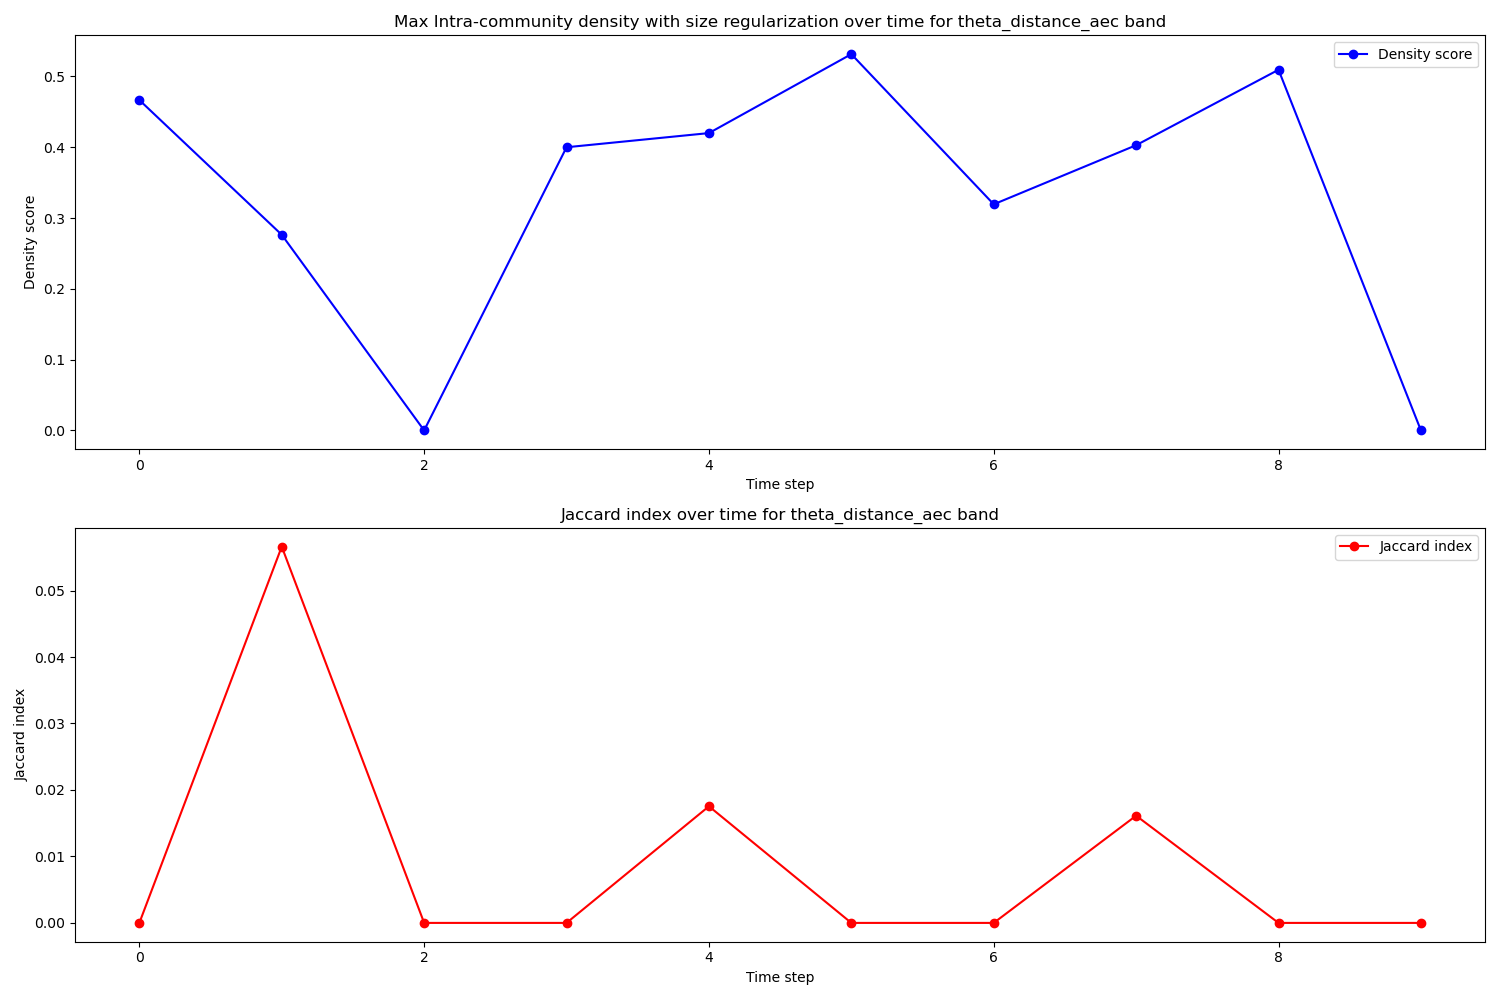 Max Intra-community density with size regularization over time for theta_distance_aec band
Density score
Density score
0.5
0.4
0.3
0.2
0.1
0.0
0 2 4 6 8
Time step
Jaccard index over time for theta_distance_aec band
Jaccard index
Jaccard index
0.05
0.04
0.03
0.02
0.01
0.00
0 2 4 6 8
Time step